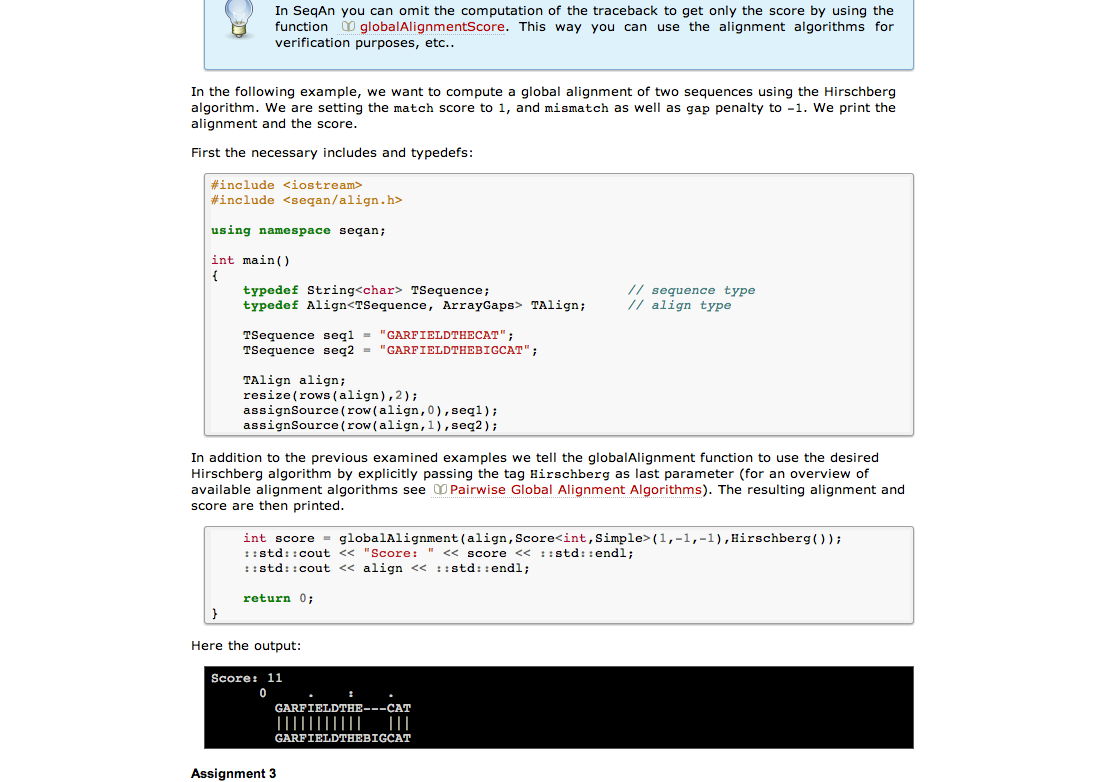 In SeqAn you can omit the computation of the traceback to get only the score by using the
function globalAlignmentScore. This way you can use the alignment algorithms for
verification purposes, etc..
In the following example, we want to compute a global alignment of two sequences using the Hirschberg
algorithm. We are setting the match score to 1, and mismatch as well as gap penalty to -1. We print the
alignment and the score.
First the necessary includes and typedefs:
#include <iostream>
#include <seqan/align.h>
using namespace seqan;
int main()
{
typedef String<char> TSequence; // sequence type
typedef Align<TSequence, ArrayGaps> TAlign; // align type
TSequence seq1 = "GARFIELDTHECAT";
TSequence seq2 = "GARFIELDTHEBIGCAT";
TAlign align;
resize(rows(align),2);
assignSource(row(align,0),seq1);
assignSource(row(align,1),seq2);
In addition to the previous examined examples we tell the globalAlignment function to use the desired
Hirschberg algorithm by explicitly passing the tag Hirschberg as last parameter (for an overview of
available alignment algorithms see Pairwise Global Alignment Algorithms). The resulting alignment and
score are then printed.
int score = globalAlignment(align,Score<int,Simple>(1,-1,-1),Hirschberg());
::std::cout << "Score: " << score << ::std::endl;
::std::cout << align << ::std::endl;
return 0;
}
Here the output:
Score: 11
0 . : .
GARFIELDTHE---CAT
||||||||||| |||
GARFIELDTHEBIGCAT
Assignment 3